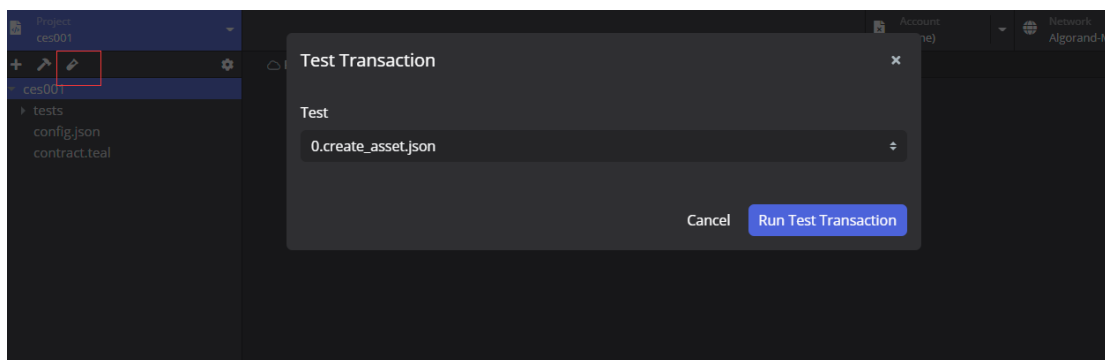 Project
ces001
Account
ne)
Network
Algorand-M
Test Transaction
ces001
tests
config.json
contract.teal
Test
0.create_asset.json
Cancel
Run Test Transaction